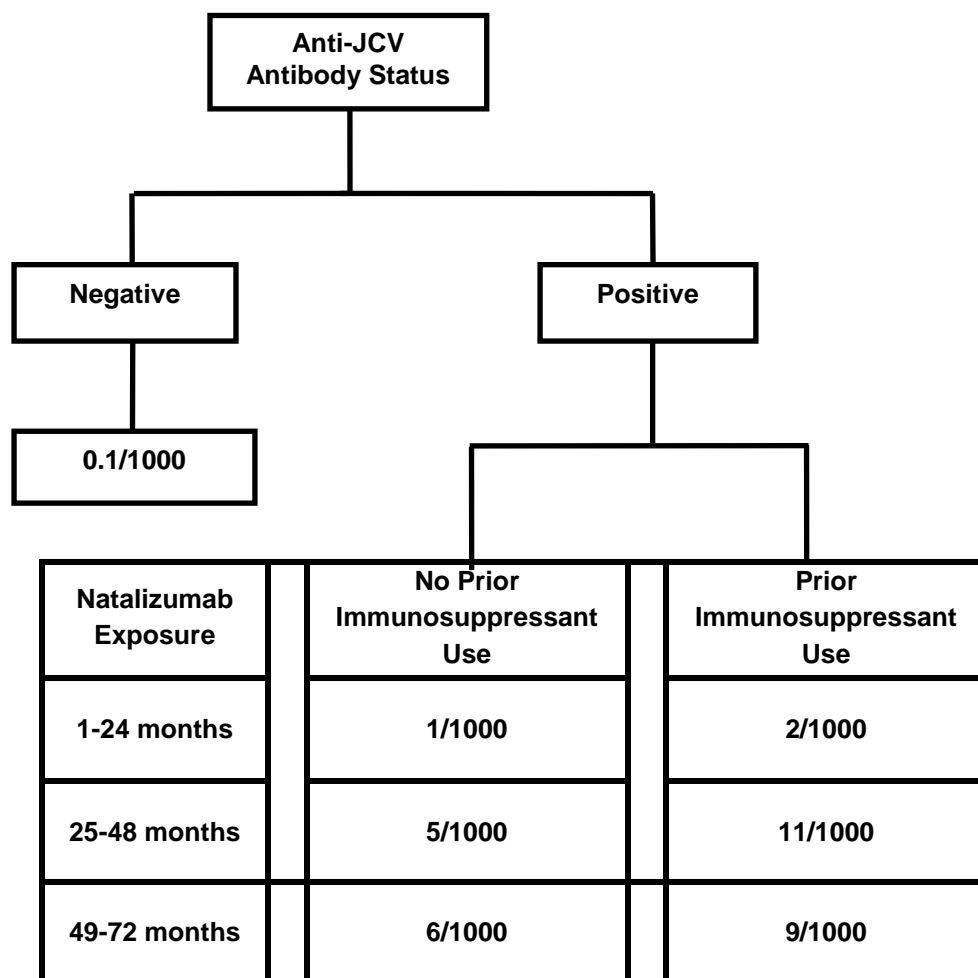 Anti-JCV
Antibody Status
Negative
Positive
0.1/1000
Natalizumab
Exposure
No Prior
Immunosuppressant
Use
Prior
Immunosuppressant
Use
1-24 months
1/1000
2/1000
25-48 months
5/1000
11/1000
49-72 months
6/1000
9/1000